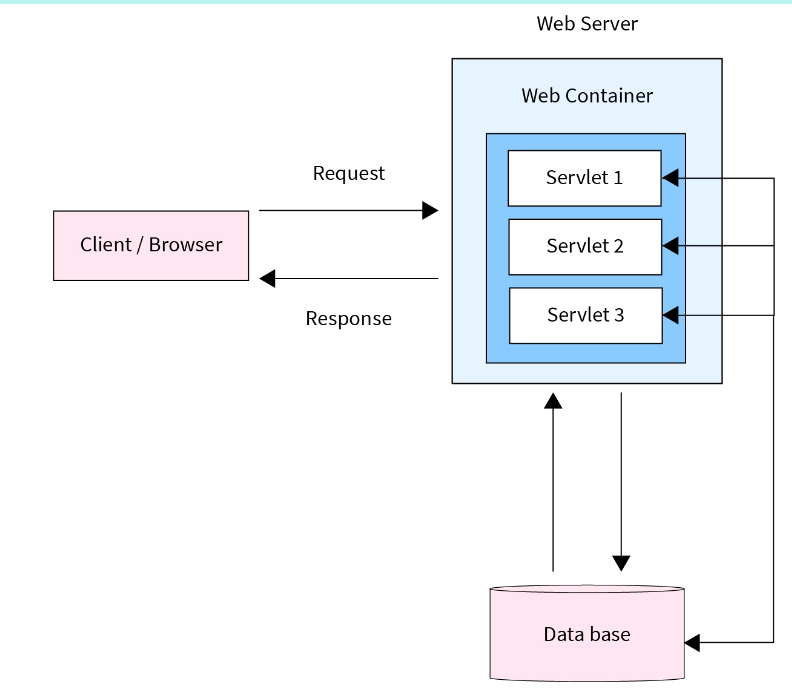 Web Server
Web Container
Request
Servlet 1
Client / Browser
Servlet 2
Response
Servlet 3
Data base